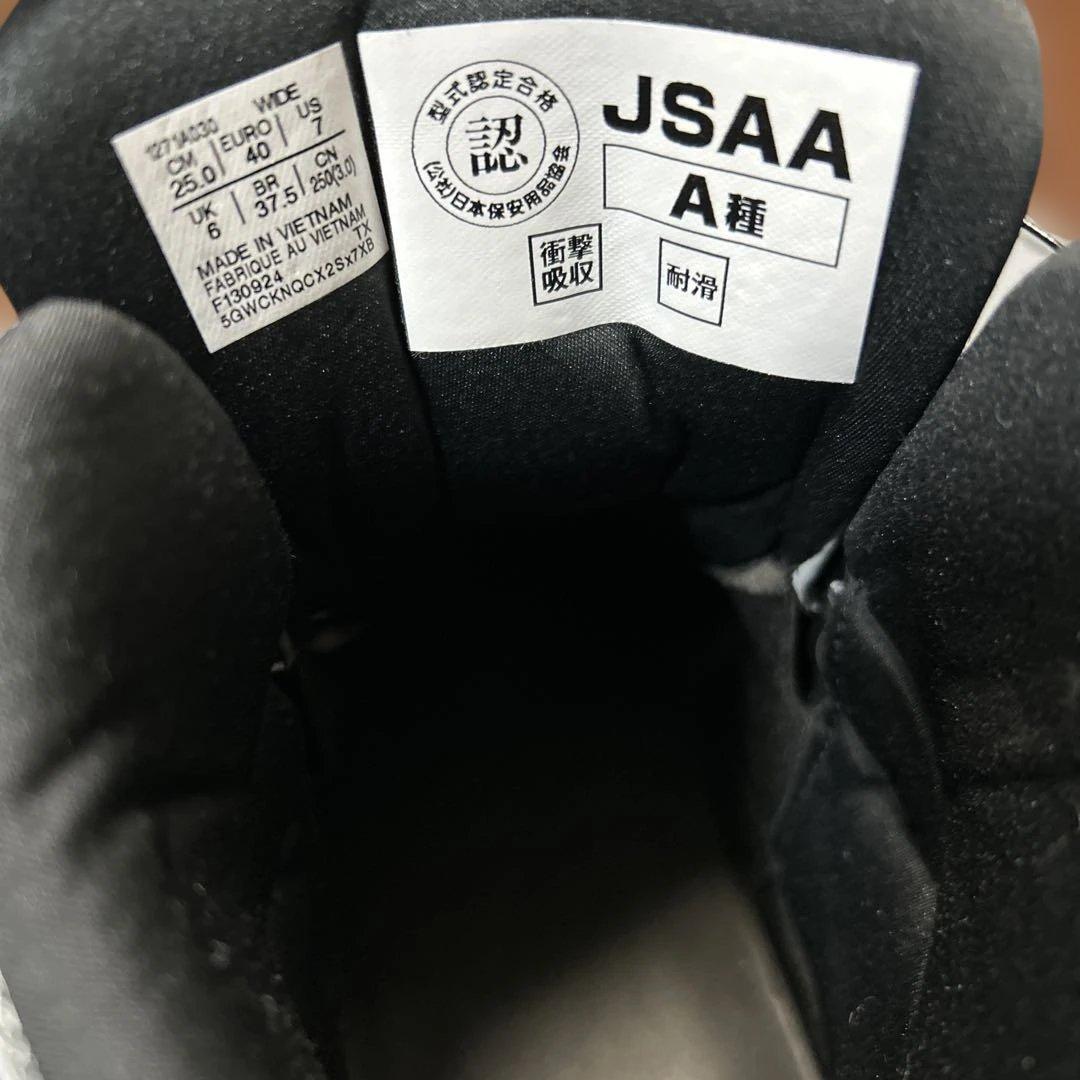 1271A030 WIDE
CM EURO US
25.0 40 7
UK BR CN
6 37.5 250(3.0)
MADE IN VIETNAM
FABRIQUE AU VIETNAM
F130924 TX
5GWCKNQCX2Sx7XB
型式認定合格
認
(公社)日本保安用品協会
JSAA
A種
衝撃
吸収
耐滑